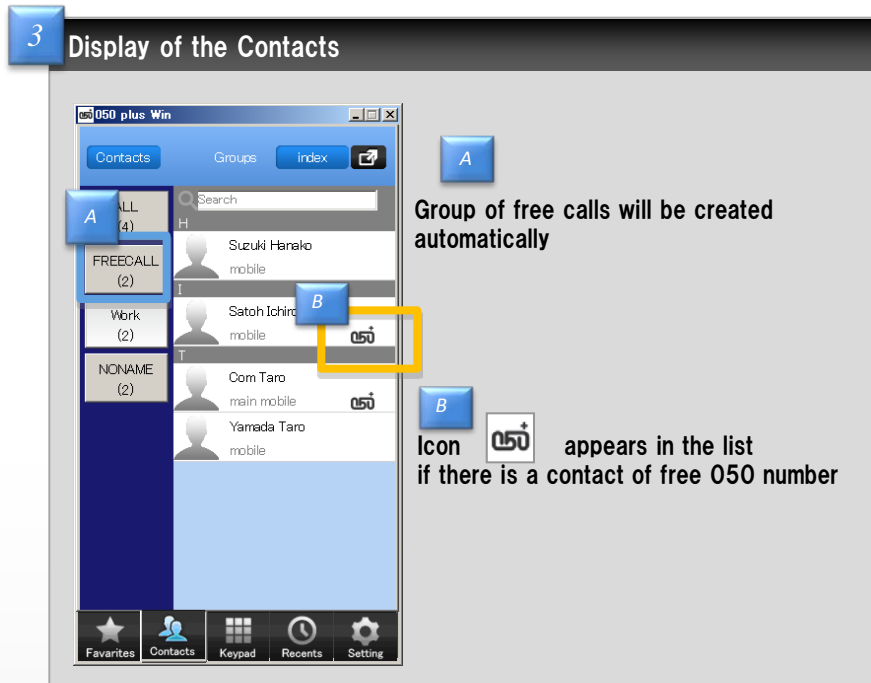 3
Display of the Contacts
050 plus Win
Contacts
Groups
index
A
ALL
(4)
FREECALL
(2)
Work
(2)
NONAME
(2)
Search
H
Suzuki Hanako
mobile
I
Satoh Ichiro
mobile
B
050+
T
Com Taro
main mobile
050+
Yamada Taro
mobile
Favarites
Contacts
Keypad
Recents
Setting
A
Group of free calls will be created
automatically
B
Icon 050+ appears in the list
if there is a contact of free 050 number